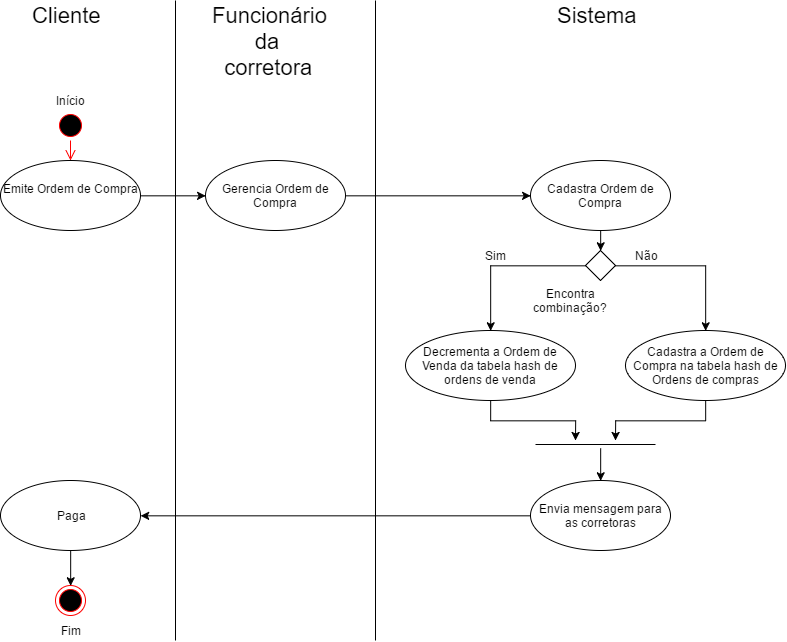 Cliente
Funcionário
da
corretora
Sistema
Início
Emite Ordem de Compra
Gerencia Ordem de
Compra
Cadastra Ordem de
Compra
Sim
Não
Encontra
combinação?
Decrementa a Ordem de
Venda da tabela hash de
ordens de venda
Cadastra a Ordem de
Compra na tabela hash de
Ordens de compras
Envia mensagem para
as corretoras
Paga
Fim